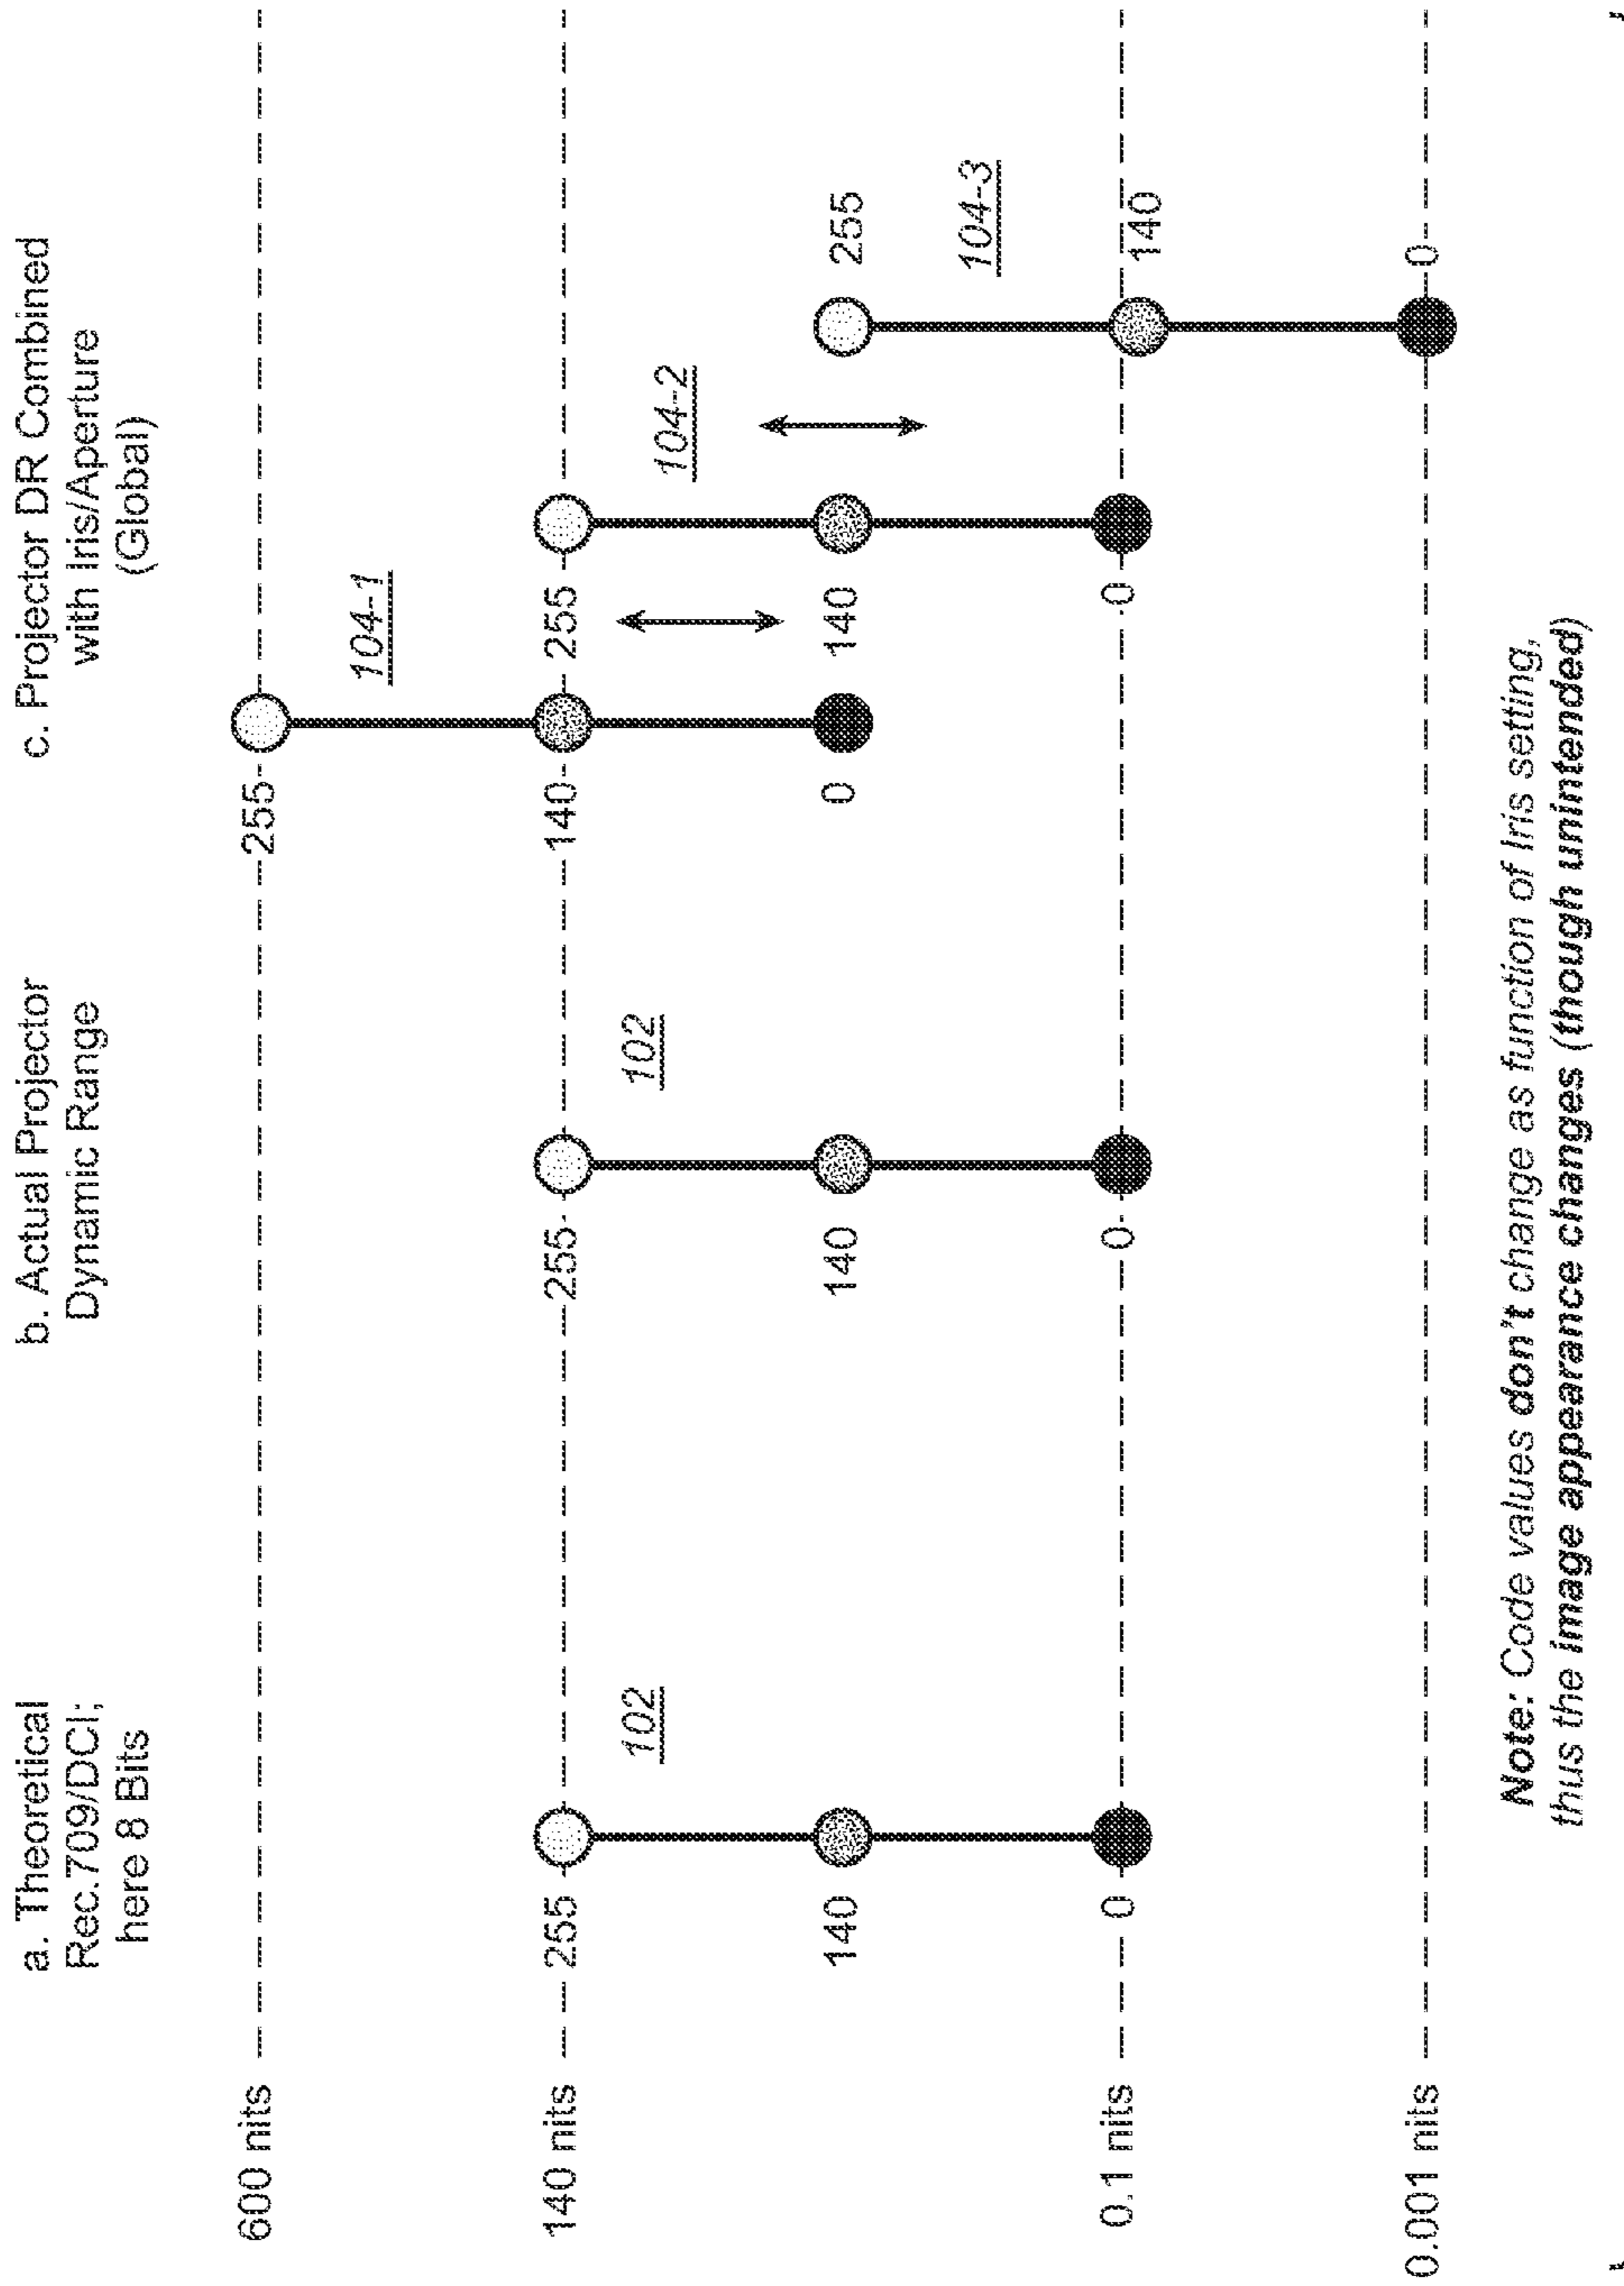 a. Theoretical
Rec.709/DCI;
here 8 Bits
b. Actual Projector
Dynamic Range
c. Projector DR Combined
with Iris/Aperture
(Global)
600 nits
255
104-1
140 nits
255
102
255
102
140
255
104-2
140
140
0
140
255
104-3
0.1 nits
0
0
0
140
0.001 nits
0
Note: Code values don't change as function of Iris setting,
thus the image appearance changes (though unintended)